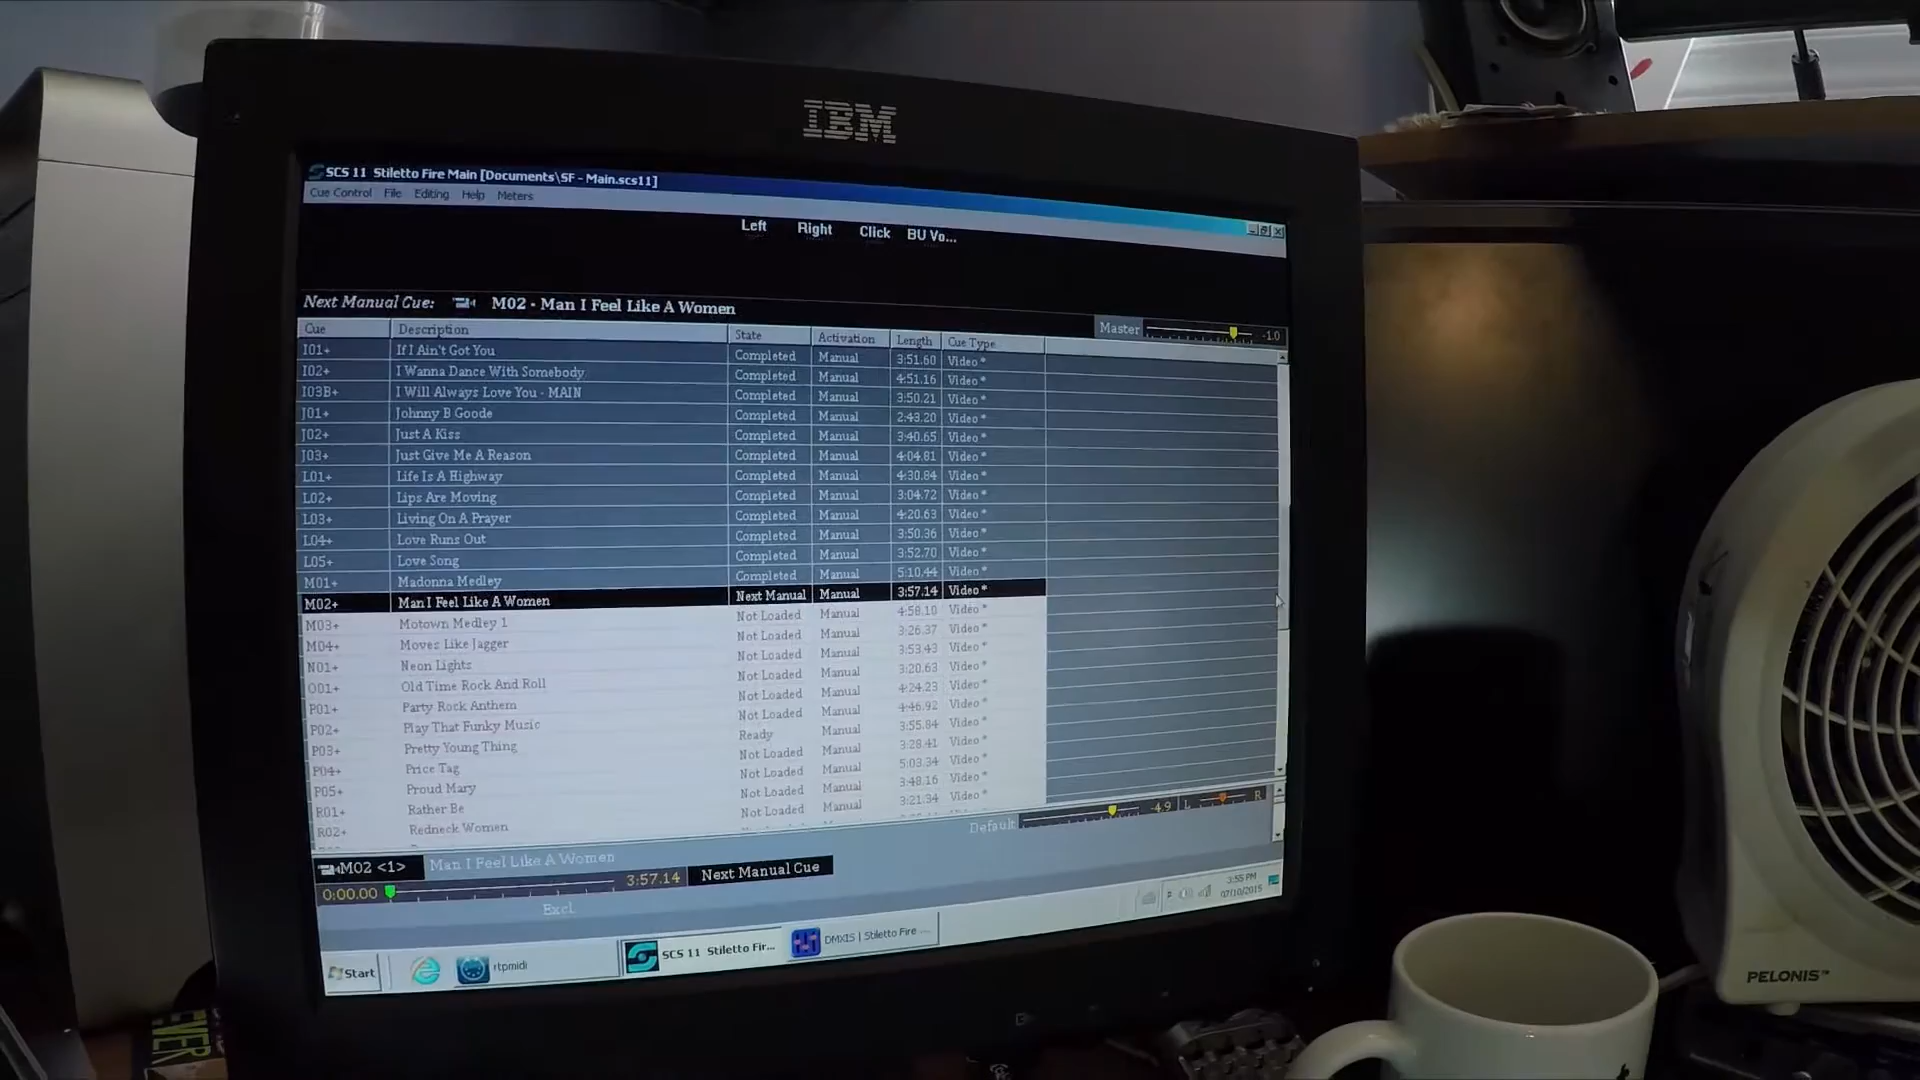 IBM
SCS 11 Stiletto Fire Main [Documents\SF - Main.scs11]
Cue Control File Editing Help Meters
Left Right Click BU Vo...
Next Manual Cue: M02 - Man I Feel Like A Women
Master -1.0
Cue Description State Activation Length Cue Type
I01+ If I Ain't Got You Completed Manual 3:51.60 Video *
I02+ I Wanna Dance With Somebody Completed Manual 4:51.16 Video *
I03B+ I Will Always Love You - MAIN Completed Manual 3:50.21 Video *
J01+ Johnny B Goode Completed Manual 2:43.20 Video *
J02+ Just A Kiss Completed Manual 3:40.65 Video *
J03+ Just Give Me A Reason Completed Manual 4:04.81 Video *
L01+ Life Is A Highway Completed Manual 4:30.84 Video *
L02+ Lips Are Moving Completed Manual 3:04.72 Video *
L03+ Living On A Prayer Completed Manual 4:20.63 Video *
L04+ Love Runs Out Completed Manual 3:50.36 Video *
L05+ Love Song Completed Manual 3:52.70 Video *
M01+ Madonna Medley Completed Manual 5:10.44 Video *
M02+ Man I Feel Like A Women Next Manual Manual 3:57.14 Video *
M03+ Motown Medley 1 Not Loaded Manual 4:58.10 Video *
M04+ Moves Like Jagger Not Loaded Manual 3:26.37 Video *
N01+ Neon Lights Not Loaded Manual 3:53.43 Video *
O01+ Old Time Rock And Roll Not Loaded Manual 3:20.63 Video *
P01+ Party Rock Anthem Not Loaded Manual 4:24.23 Video *
P02+ Play That Funky Music Not Loaded Manual 4:46.92 Video *
P03+ Pretty Young Thing Ready Manual 3:55.84 Video *
P04+ Price Tag Not Loaded Manual 3:28.41 Video *
P05+ Proud Mary Not Loaded Manual 5:03.34 Video *
R01+ Rather Be Not Loaded Manual 3:48.16 Video *
R02+ Redneck Women Not Loaded Manual 3:21.34 Video *
M02 <1> Man I Feel Like A Women Default -4.9 L R
0:00.00 3:57.14 Next Manual Cue
Excl
3:55 PM
07/10/2015
Start rtpmidi SCS 11 Stiletto Fir... DMXIS | Stiletto Fire ...
PELONIS™
EVER